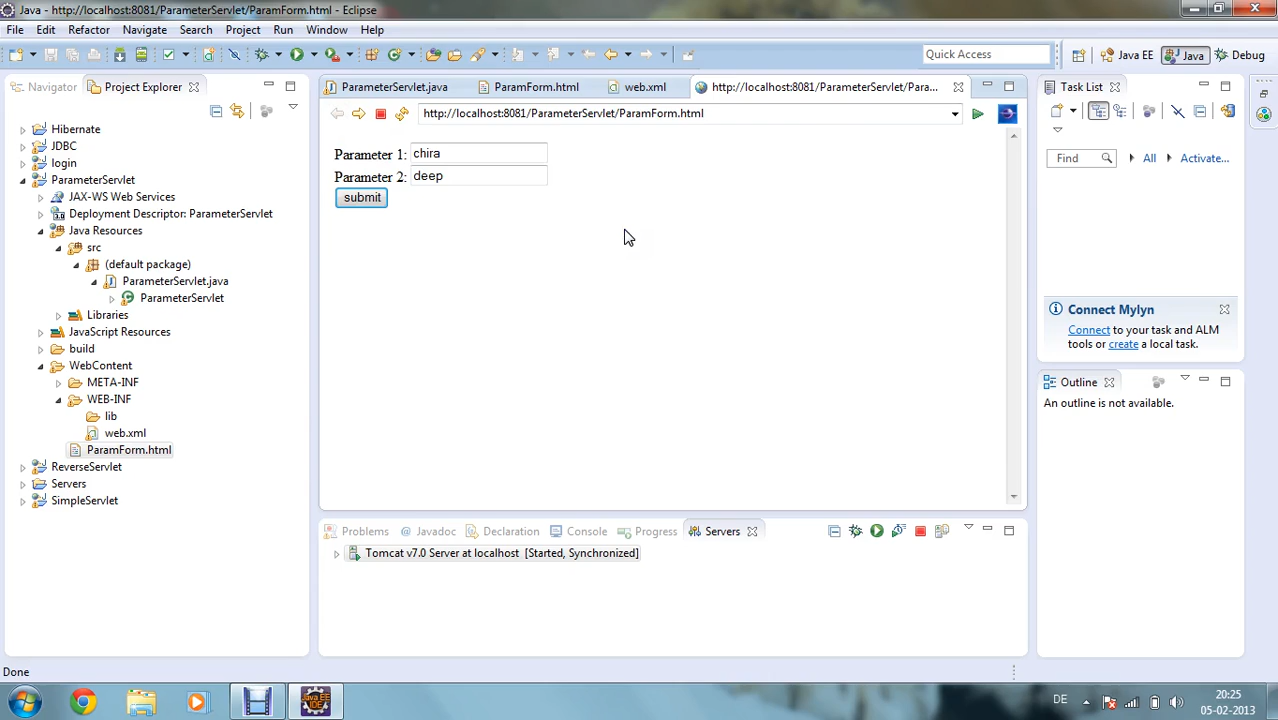 Java - http://localhost:8081/ParameterServlet/ParamForm.html - Eclipse
File Edit Refactor Navigate Search Project Run Window Help
Quick Access Java EE Java Debug
Navigator Project Explorer
Hibernate
JDBC
login
ParameterServlet
JAX-WS Web Services
Deployment Descriptor: ParameterServlet
Java Resources
src
(default package)
ParameterServlet.java
ParameterServlet
Libraries
JavaScript Resources
build
WebContent
META-INF
WEB-INF
lib
web.xml
ParamForm.html
ReverseServlet
Servers
SimpleServlet
ParameterServlet.java ParamForm.html web.xml http://localhost:8081/ParameterServlet/Para...
http://localhost:8081/ParameterServlet/ParamForm.html
Parameter 1: chira
Parameter 2: deep
submit
Problems Javadoc Declaration Console Progress Servers
Tomcat v7.0 Server at localhost [Started, Synchronized]
Task List
Find All Activate...
Connect Mylyn
Connect to your task and ALM
tools or create a local task.
Outline
An outline is not available.
Done
Java EE
IDE
DE
20:25
05-02-2013